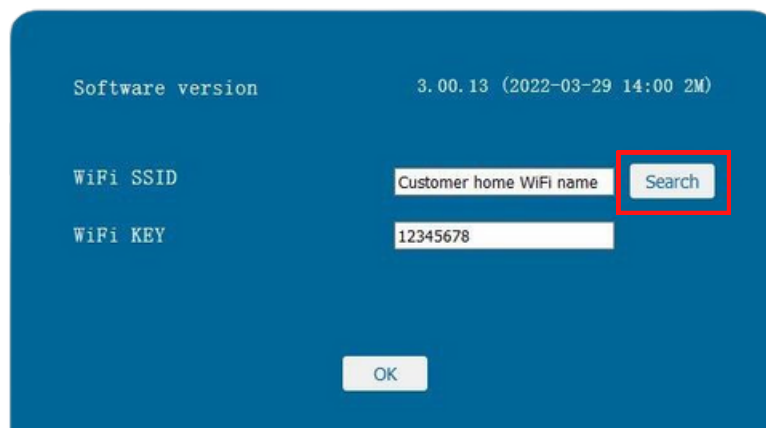 Software version 3.00.13 (2022-03-29 14:00 2M)
WiFi SSID Customer home WiFi name Search
WiFi KEY 12345678
OK